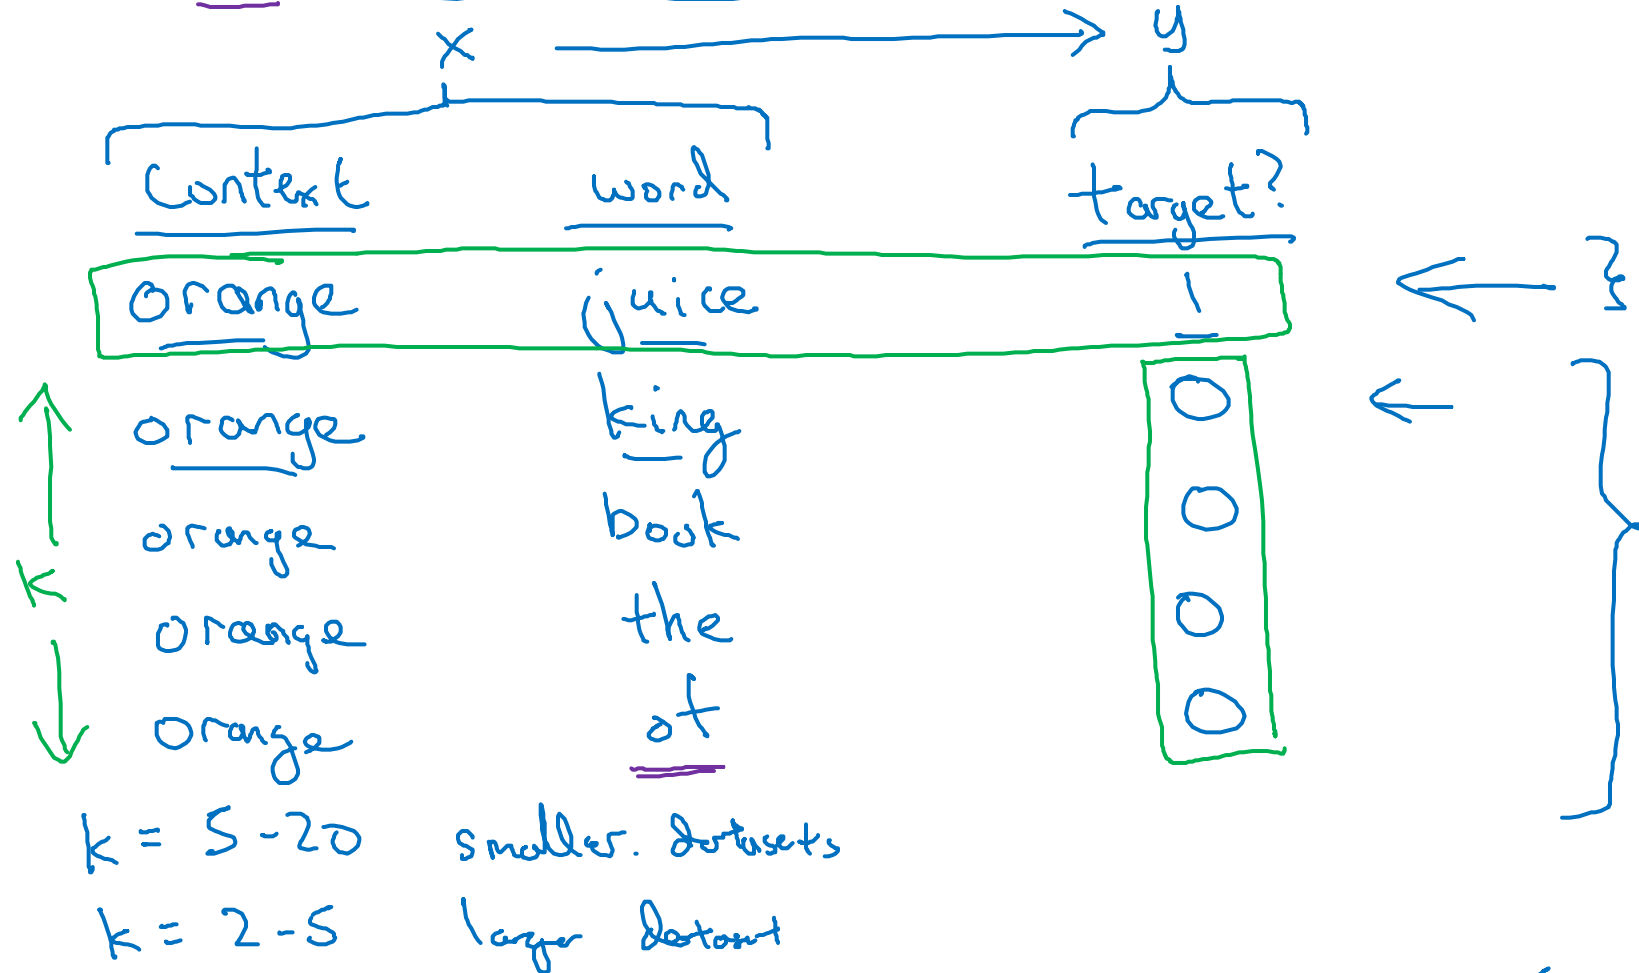 x y
Context word target?
orange juice 1
orange king 0
orange book 0
k
orange the 0
orange of 0
k = 5-20 smaller. datasets
k = 2-5 larger dataset